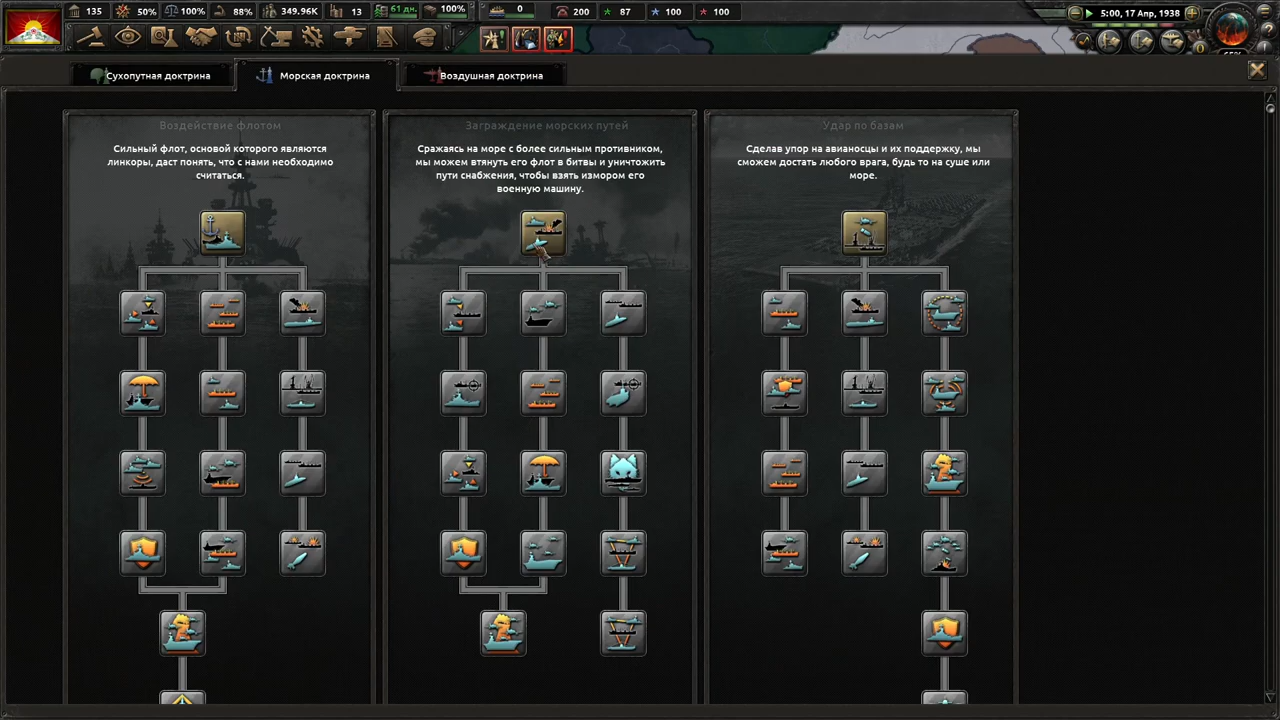 135 50% 100% 88% 349.96K 13 61 дн. 100% 0 200 87 100 100 5:00, 17 Апр, 1938
0
Сухопутная доктрина Морская доктрина Воздушная доктрина
Воздействие флотом
Сильный флот, основой которого являются
линкоры, даст понять, что с нами необходимо
считаться.
Заграждение морских путей
Сражаясь на море с более сильным противником,
мы можем втянуть его флот в битвы и уничтожить
пути снабжения, чтобы взять измором его
военную машину.
Удар по базам
Сделав упор на авианосцы и их поддержку, мы
сможем достать любого врага, будь то на суше или
море.